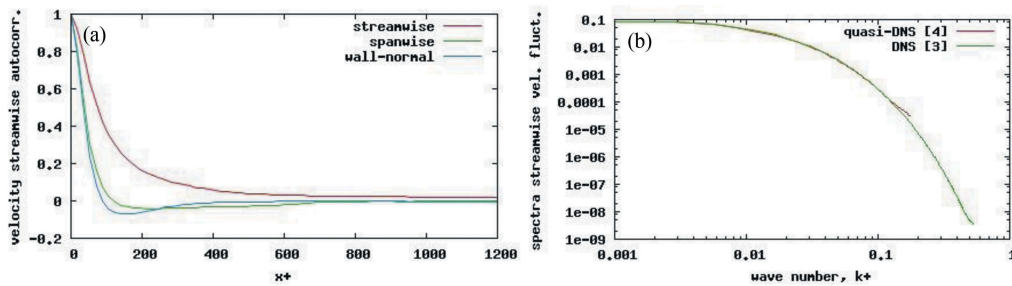 velocity streamwise autocorr.
1
0.8
0.6
0.4
0.2
0
-0.2
(a)
streamwise
spanwise
wall-normal
0 200 400 600 800 1000 1200
x+
spectra streamwise vel. fluct.
0.1
0.01
0.001
0.0001
1e-05
1e-06
1e-07
1e-08
1e-09
(b)
quasi-DNS [4]
DNS [3]
0.001 0.01 0.1 1
wave number, k+